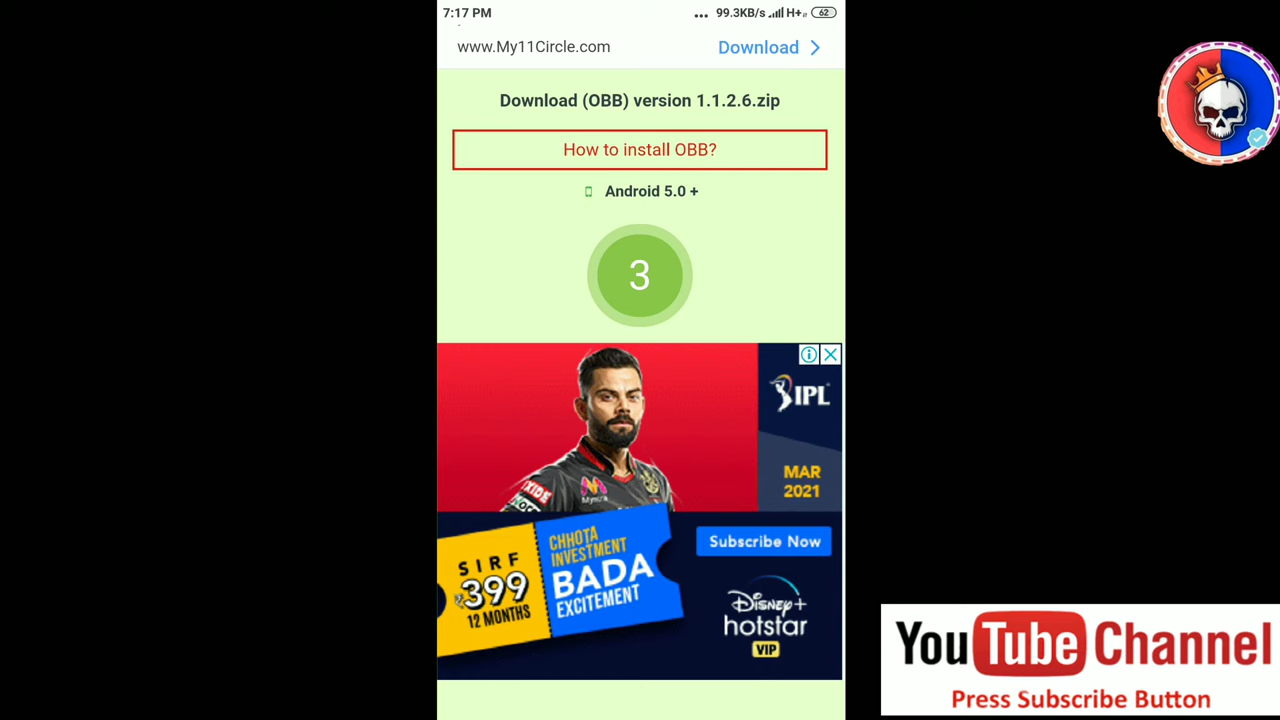 7:17 PM
... 99.3KB/s H+ 62
www.My11Circle.com
Download >
Download (OBB) version 1.1.2.6.zip
How to install OBB?
Android 5.0 +
3
IPL
MAR
2021
EXIDE
Myntra
SIRF
₹399
12 MONTHS
CHHOTA
INVESTMENT
BADA
EXCITEMENT
Subscribe Now
Disney+
hotstar
VIP
YouTube Channel
Press Subscribe Button